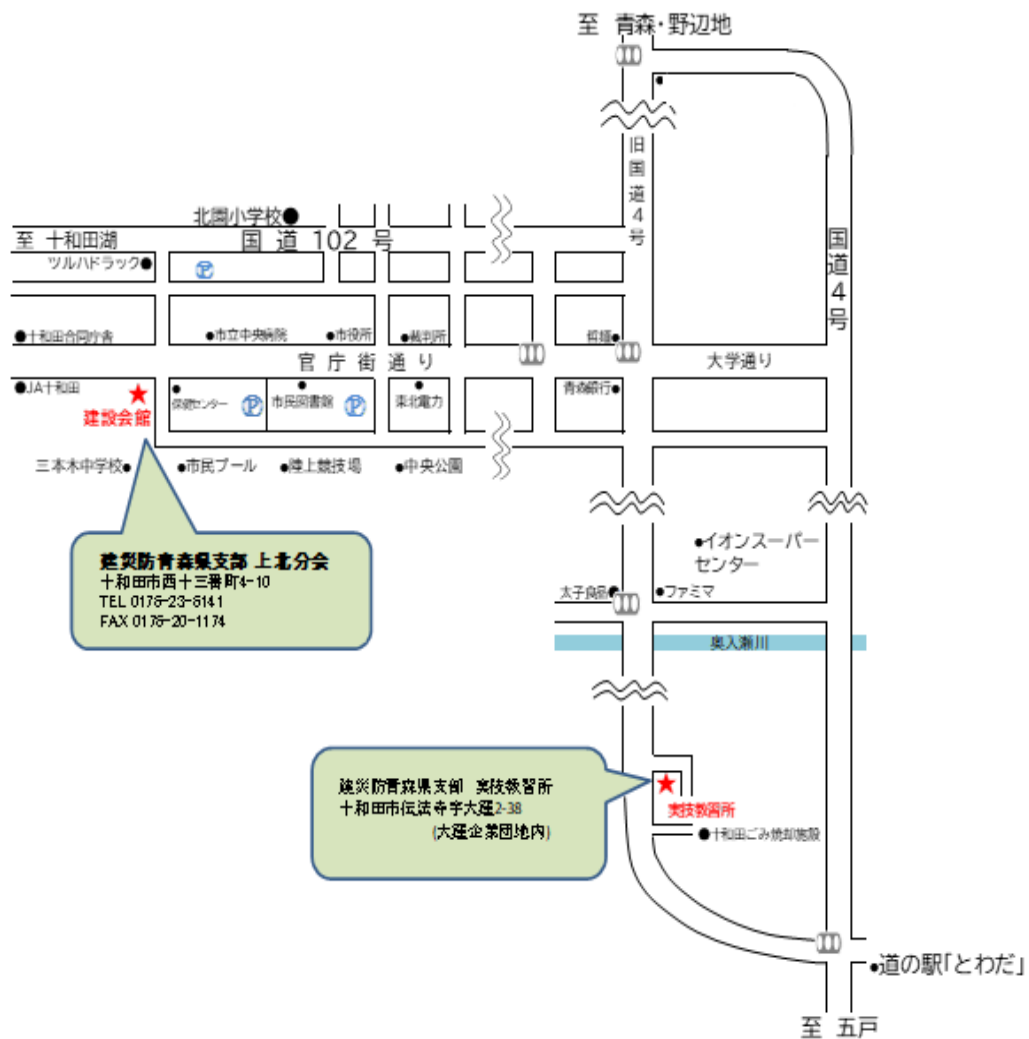 至 青森・野辺地
旧国道4号
北園小学校
至 十和田湖
国道102号
ツルハドラック
国道4号
十和田合同庁舎
市立中央病院
市役所
裁判所
官庁街通り
大学通り
JA十和田
建設会館
保健センター
市民図書館
東北電力
青森銀行
三本木中学校
市民プール
陸上競技場
中央公園
建災防青森県支部 上北分会
十和田市西十三番町4-10
FAX 0176-20-1174
イオンスーパー
センター
太子食品
ファミマ
奥入瀬川
建災防青森県支部 実技教習所
十和田市伝法寺字大窪2-38
(大窪企業団地内)
実技教習所
十和田ごみ焼却施設
道の駅「とわだ」
至 五戸